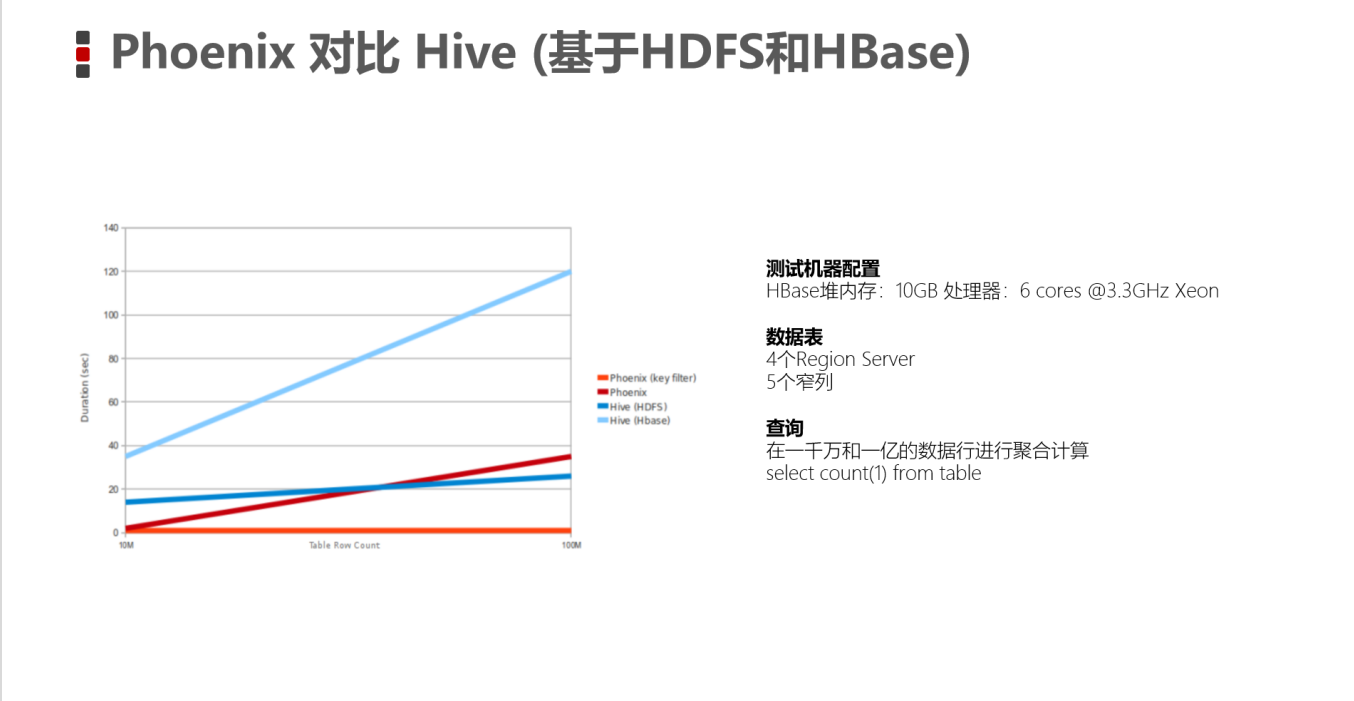 Phoenix 对比 Hive (基于HDFS和HBase)
140
120
100
80
60
40
20
0
Duration (sec)
10M
Table Row Count
100M
Phoenix (key filter)
Phoenix
Hive (HDFS)
Hive (Hbase)
测试机器配置
HBase堆内存：10GB 处理器：6 cores @3.3GHz Xeon
数据表
4个Region Server
5个窄列
查询
在一千万和一亿的数据行进行聚合计算
select count(1) from table